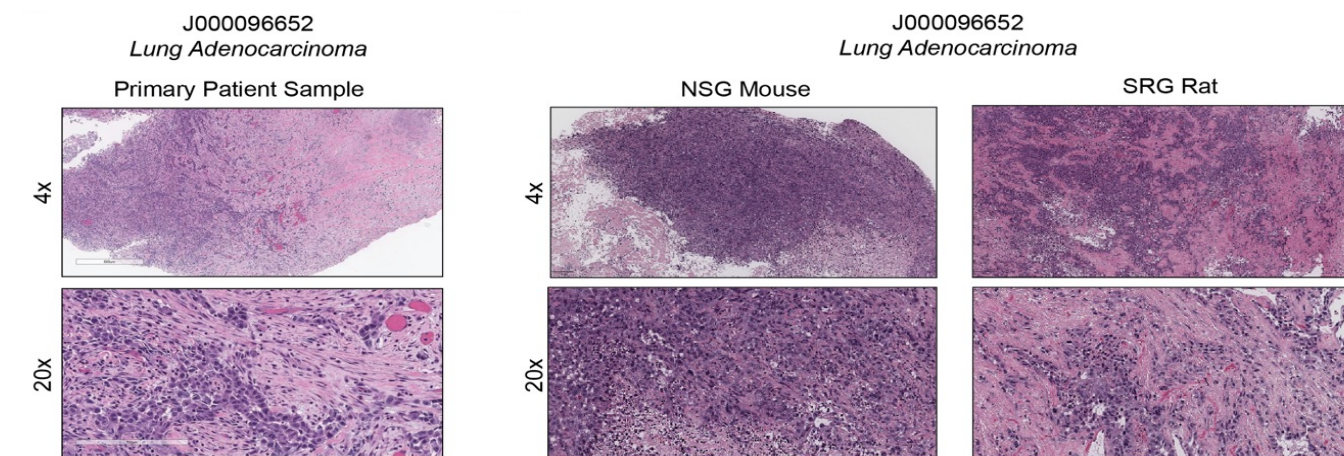 J000096652
Lung Adenocarcinoma
Primary Patient Sample
4x
20x
J000096652
Lung Adenocarcinoma
NSG Mouse
SRG Rat
4x
20x